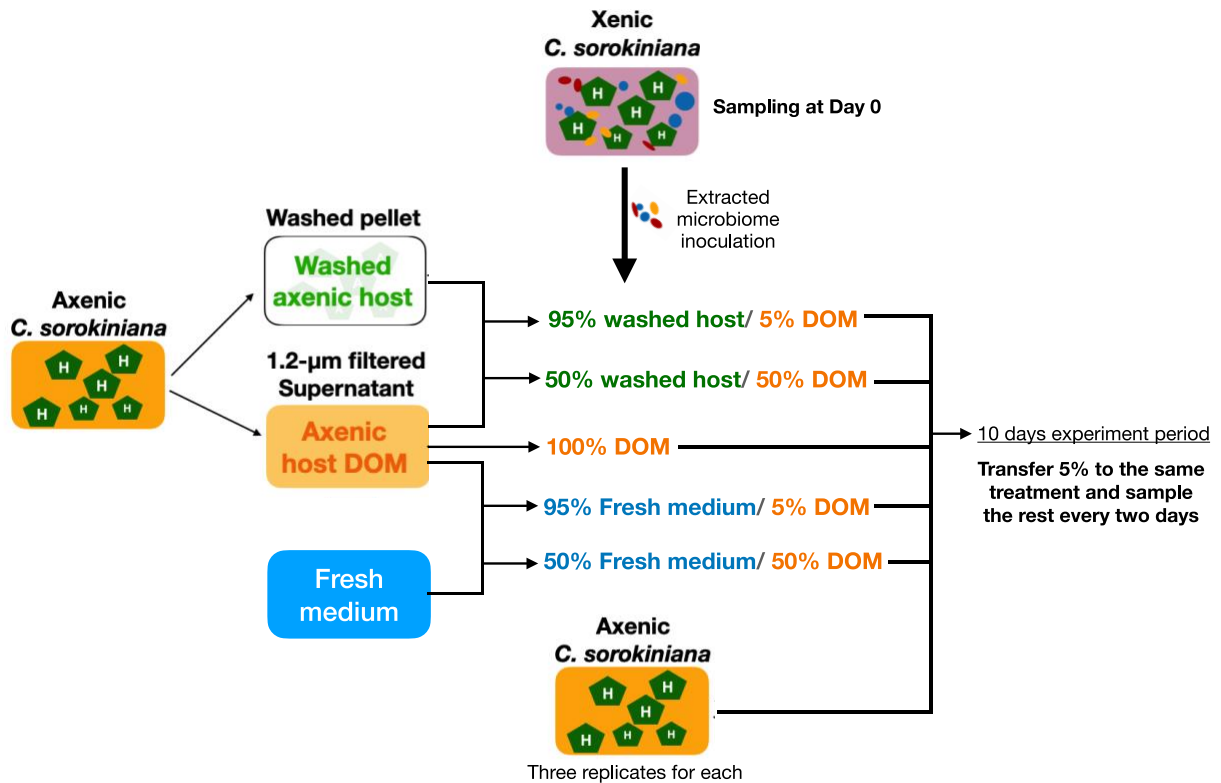 Xenic
C. sorokiniana
H
H
H
H
H
H
Sampling at Day 0
Extracted
microbiome
inoculation
Washed pellet
Washed
axenic host
Axenic
C. sorokiniana
H
H
H
H
H
H
1.2-µm filtered
Supernatant
Axenic
host DOM
Fresh
medium
95% washed host/ 5% DOM
50% washed host/ 50% DOM
100% DOM
95% Fresh medium/ 5% DOM
50% Fresh medium/ 50% DOM
10 days experiment period
Transfer 5% to the same
treatment and sample
the rest every two days
Axenic
C. sorokiniana
H
H
H
H
H
H
Three replicates for each